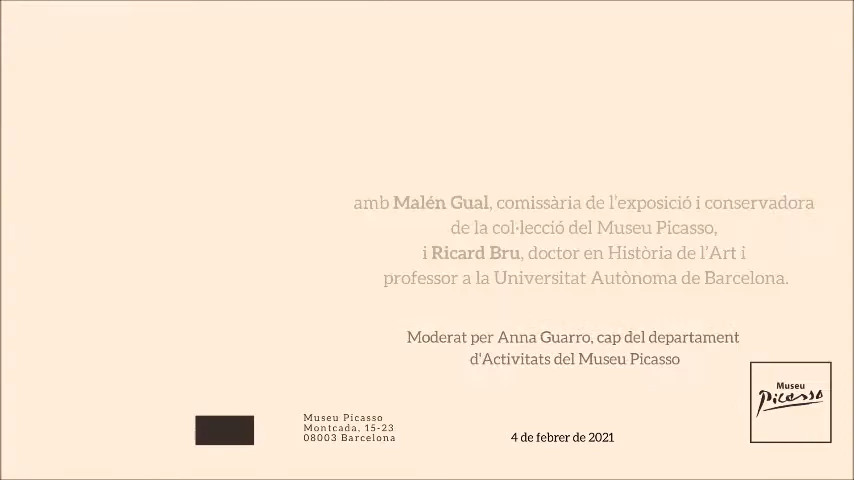 amb Malén Gual, comissària de l'exposició i conservadora
de la col·lecció del Museu Picasso,
i Ricard Bru, doctor en Història de l'Art i
professor a la Universitat Autònoma de Barcelona.
Moderat per Anna Guarro, cap del departament
d'Activitats del Museu Picasso
Museu
Picasso
Museu Picasso
Montcada, 15-23
08003 Barcelona
4 de febrer de 2021